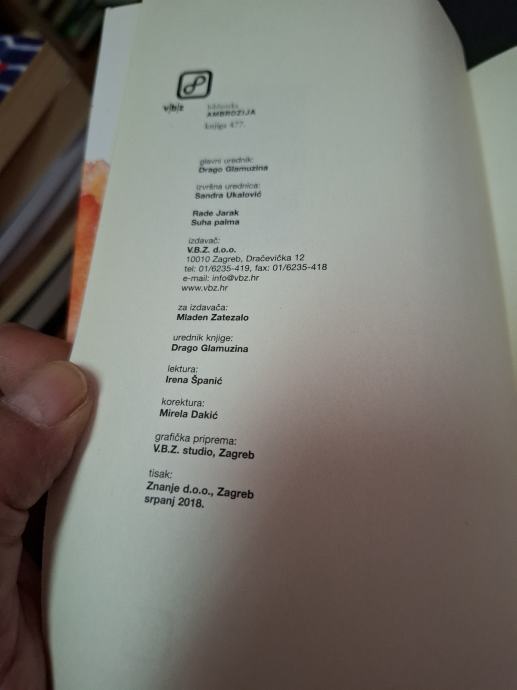 v|b|z
biblioteka
AMBROZIJA
knjiga 477.
glavni urednik:
Drago Glamuzina
izvršna urednica:
Sandra Ukalović
Rade Jarak
Suha palma
izdavač:
V.B.Z. d.o.o.
10010 Zagreb, Dračevička 12
tel: 01/6235-419, fax: 01/6235-418
e-mail: info@vbz.hr
www.vbz.hr
za izdavača:
Mladen Zatezalo
urednik knjige:
Drago Glamuzina
lektura:
Irena Španić
korektura:
Mirela Dakić
grafička priprema:
V.B.Z. studio, Zagreb
tisak:
Znanje d.o.o., Zagreb
srpanj 2018.